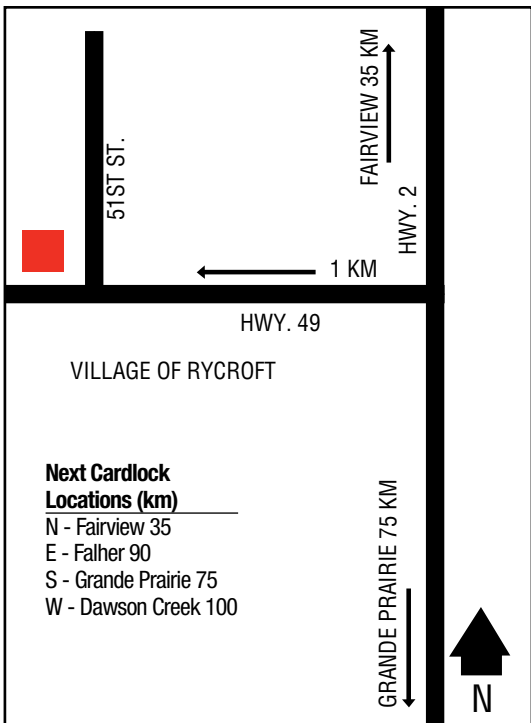 FAIRVIEW 35 KM
51ST ST.
HWY. 2
1 KM
HWY. 49
VILLAGE OF RYCROFT
Next Cardlock
Locations (km)
N - Fairview 35
E - Falher 90
S - Grande Prairie 75
W - Dawson Creek 100
GRANDE PRAIRIE 75 KM
N